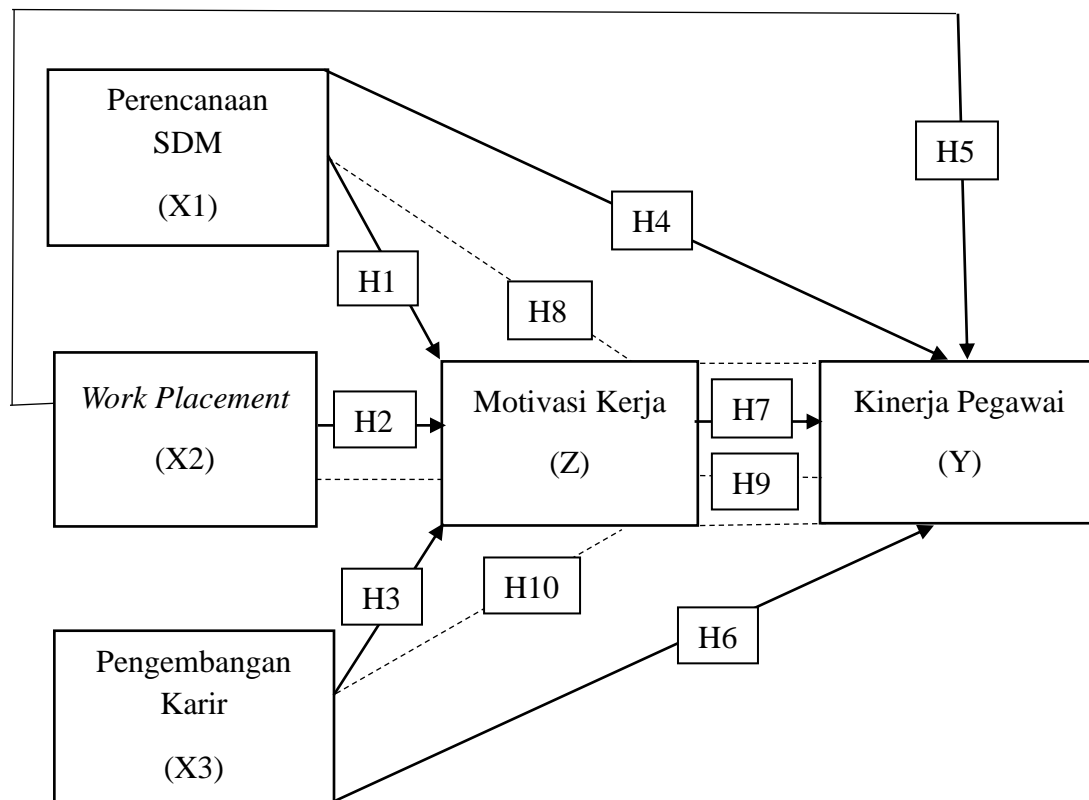 Perencanaan
SDM
(X1)
H5
H4
H1
H8
Work Placement
(X2)
H2
Motivasi Kerja
(Z)
H7
H9
Kinerja Pegawai
(Y)
H3
H10
H6
Pengembangan
Karir
(X3)